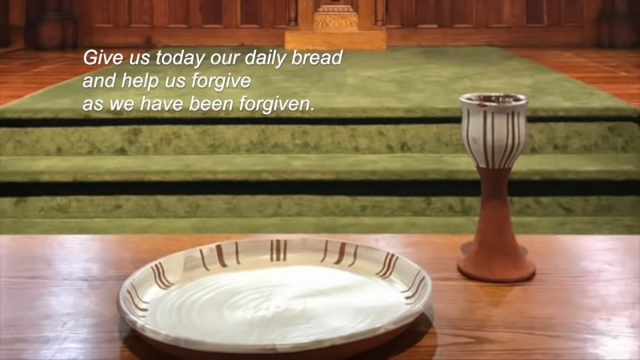 Give us today our daily bread
and help us forgive
as we have been forgiven.